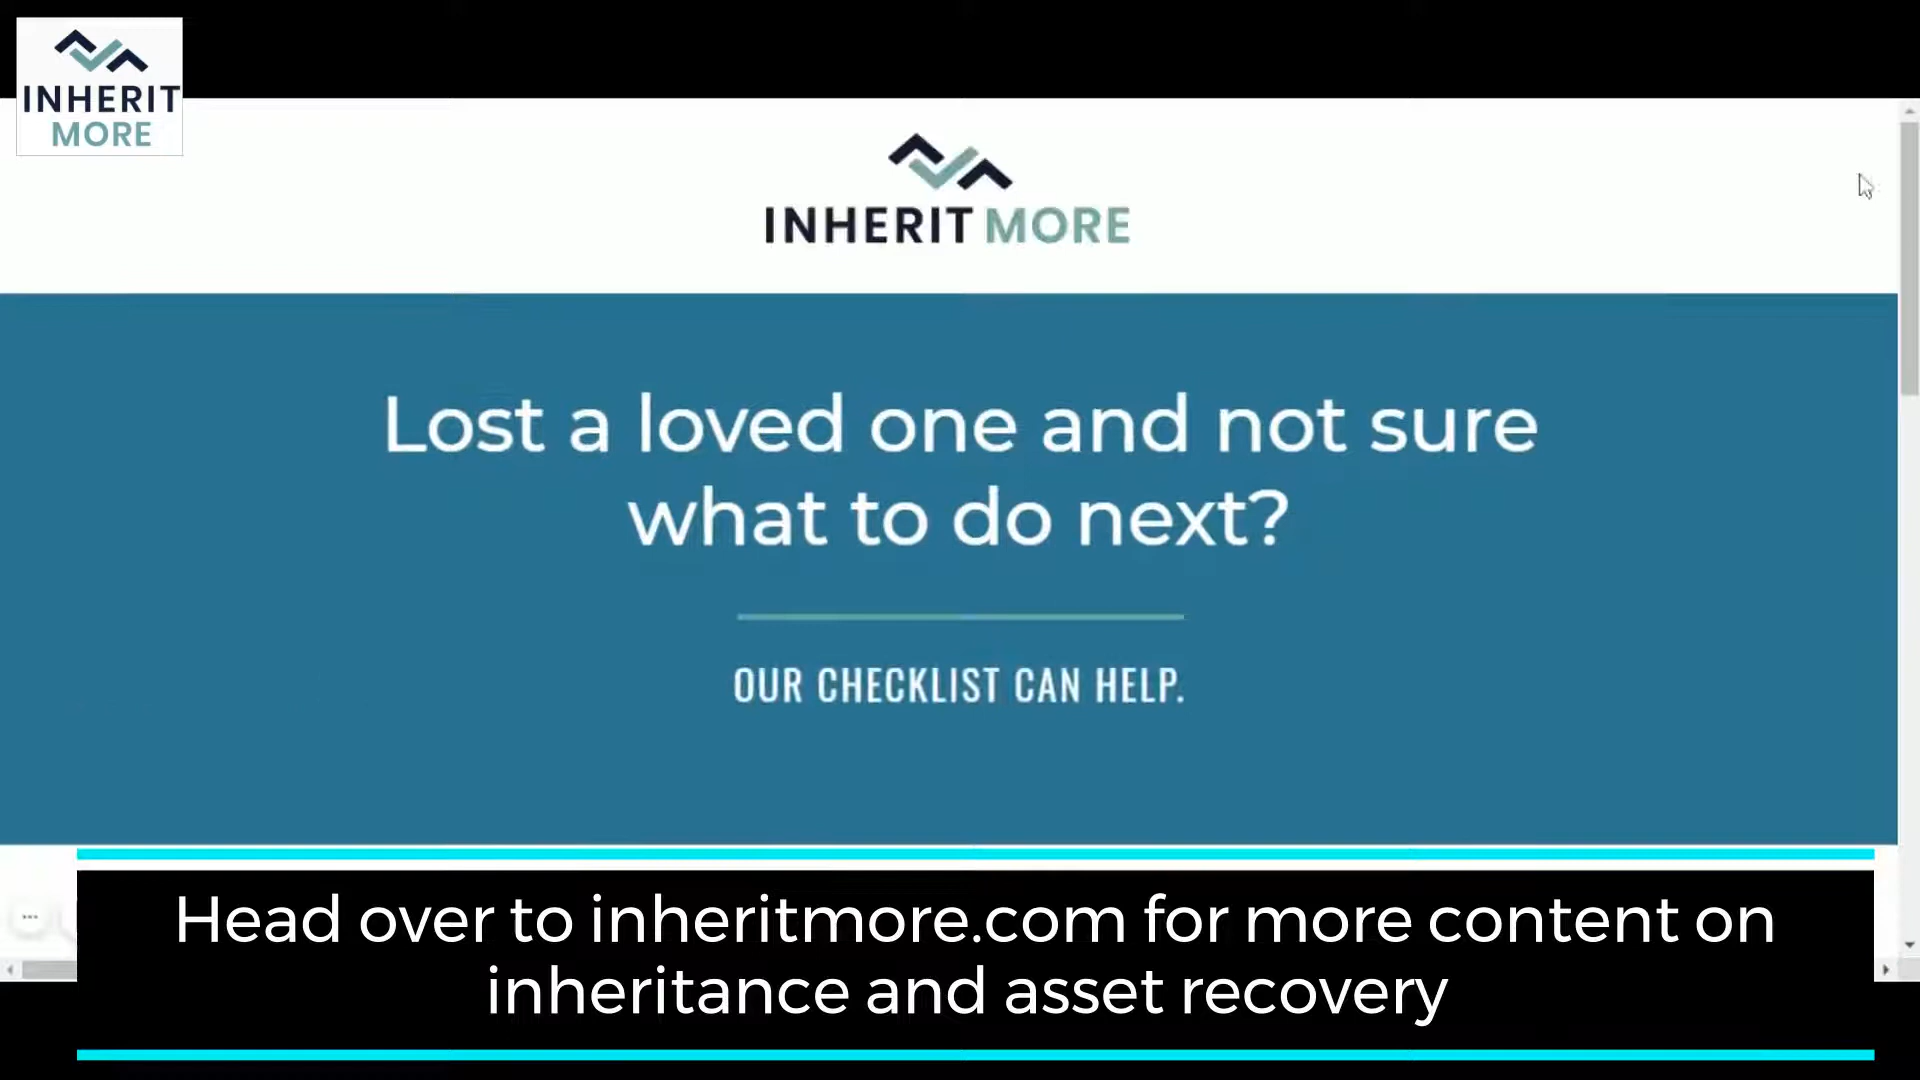 INHERIT
MORE
INHERIT MORE
Lost a loved one and not sure
what to do next?
OUR CHECKLIST CAN HELP.
Head over to inheritmore.com for more content on
inheritance and asset recovery